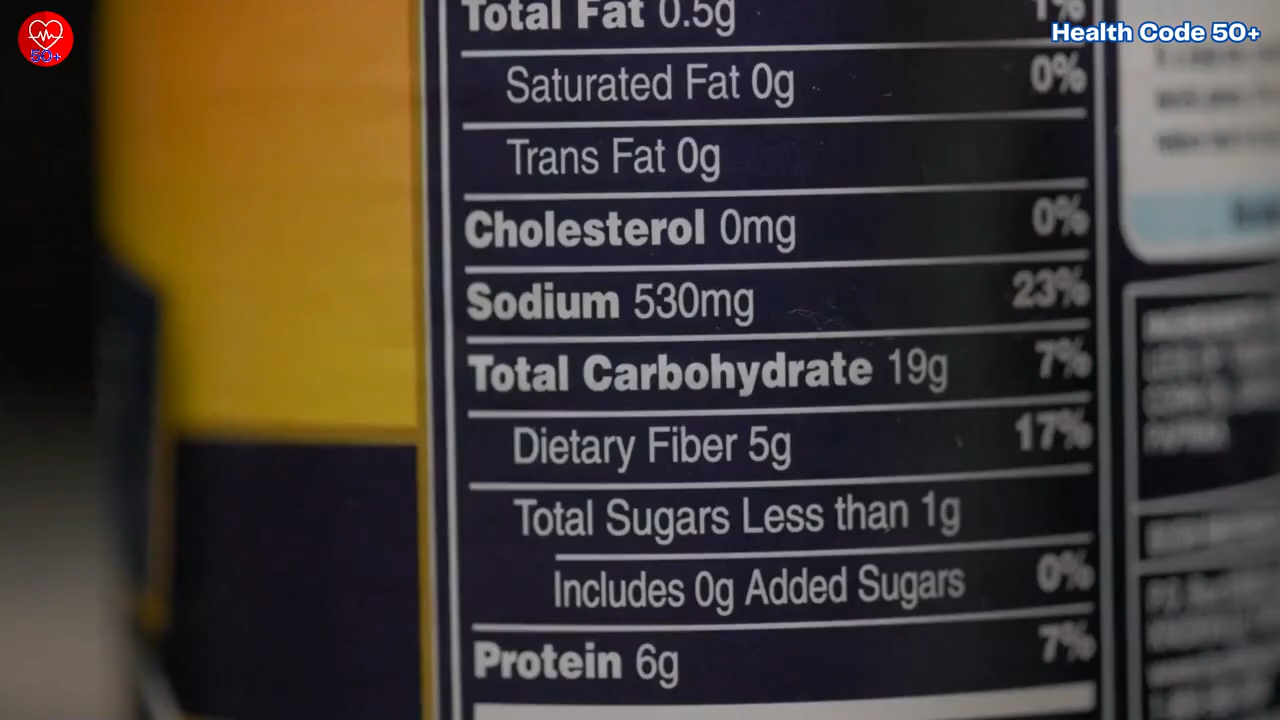 50+
Health Code 50+
Total Fat 0.5g 1%
Saturated Fat 0g 0%
Trans Fat 0g
Cholesterol 0mg 0%
Sodium 530mg 23%
Total Carbohydrate 19g 7%
Dietary Fiber 5g 17%
Total Sugars Less than 1g
Includes 0g Added Sugars 0%
Protein 6g 7%